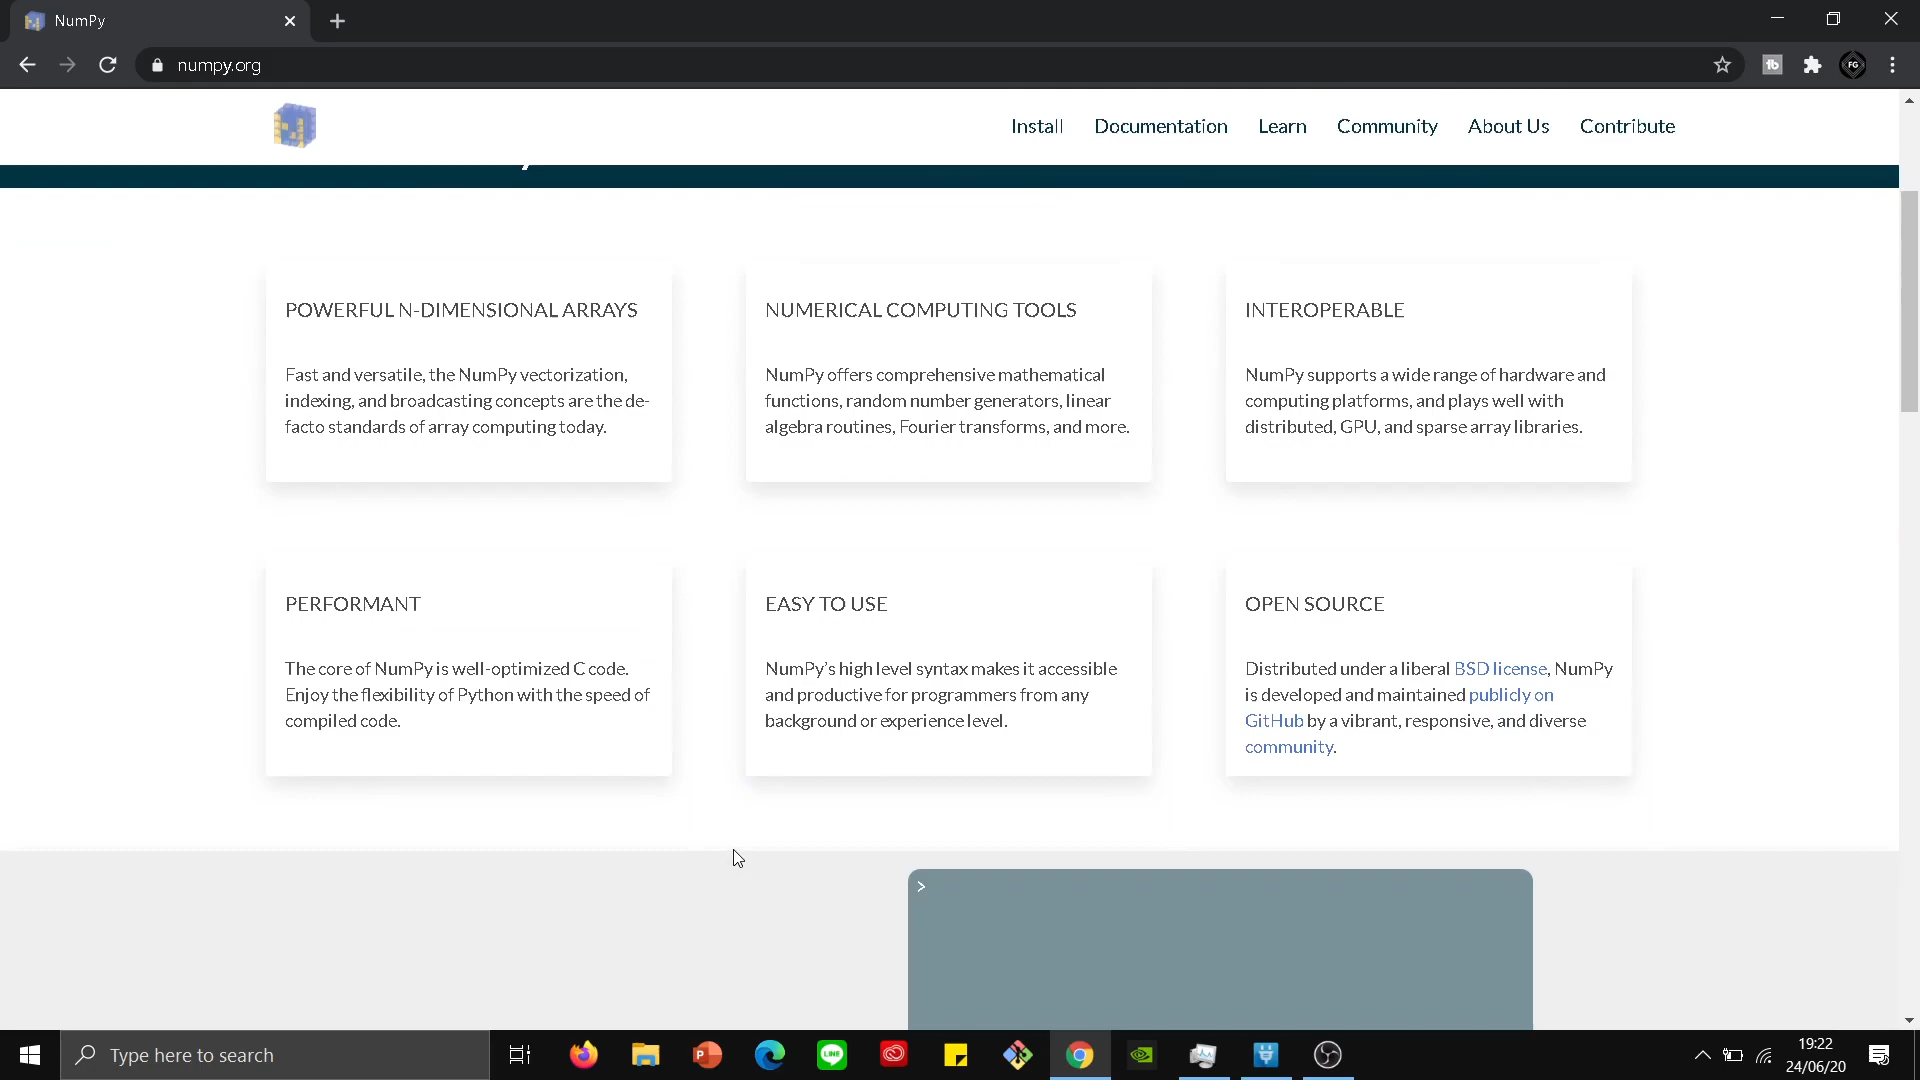 NumPy
numpy.org
Install Documentation Learn Community About Us Contribute
POWERFUL N-DIMENSIONAL ARRAYS
Fast and versatile, the NumPy vectorization,
indexing, and broadcasting concepts are the de-
facto standards of array computing today.
NUMERICAL COMPUTING TOOLS
NumPy offers comprehensive mathematical
functions, random number generators, linear
algebra routines, Fourier transforms, and more.
INTEROPERABLE
NumPy supports a wide range of hardware and
computing platforms, and plays well with
distributed, GPU, and sparse array libraries.
PERFORMANT
The core of NumPy is well-optimized C code.
Enjoy the flexibility of Python with the speed of
compiled code.
EASY TO USE
NumPy’s high level syntax makes it accessible
and productive for programmers from any
background or experience level.
OPEN SOURCE
Distributed under a liberal BSD license, NumPy
is developed and maintained publicly on
GitHub by a vibrant, responsive, and diverse
community.
>
Type here to search
19:22
24/06/20